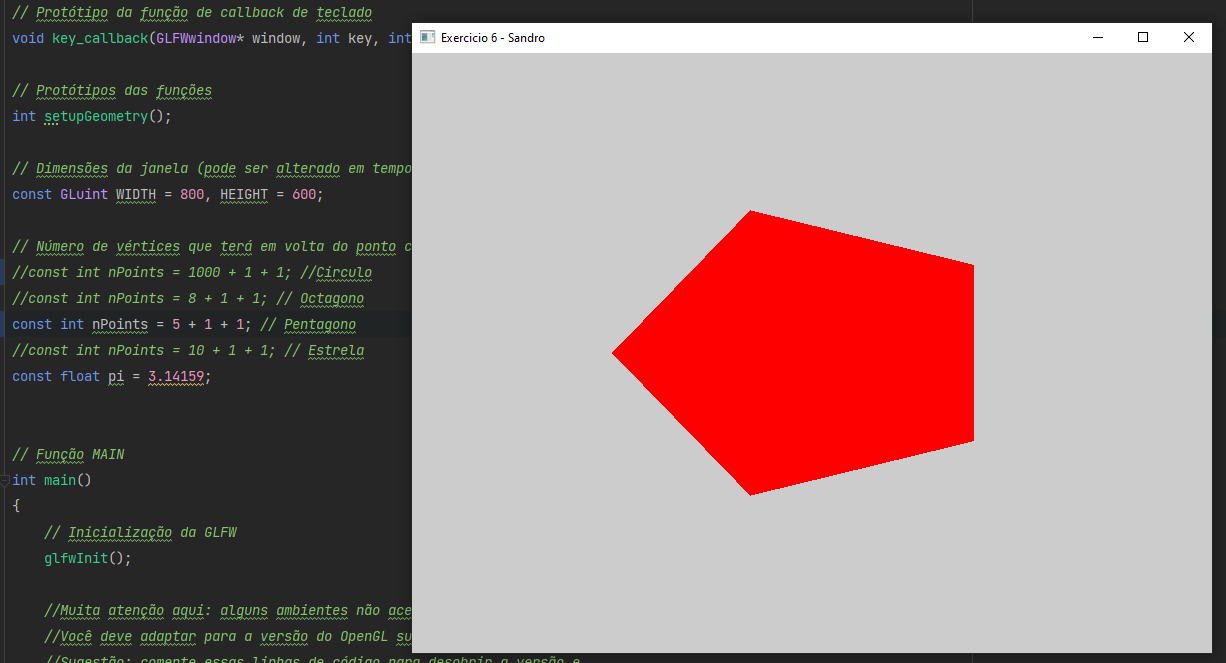 // Protótipo da função de callback de teclado
void key_callback(GLFWwindow* window, int key, int
Exercicio 6 - Sandro
// Protótipos das funções
int setupGeometry();
// Dimensões da janela (pode ser alterado em tempo
const GLuint WIDTH = 800, HEIGHT = 600;
// Número de vértices que terá em volta do ponto c
//const int nPoints = 1000 + 1 + 1; //Circulo
//const int nPoints = 8 + 1 + 1; // Octagono
const int nPoints = 5 + 1 + 1; // Pentagono
//const int nPoints = 10 + 1 + 1; // Estrela
const float pi = 3.14159;
// Função MAIN
int main()
{
// Inicialização da GLFW
glfwInit();
//Muita atenção aqui: alguns ambientes não ace
//Você deve adaptar para a versão do OpenGL su
//Sugestão: comente essas linhas de código para desobrir a versão e